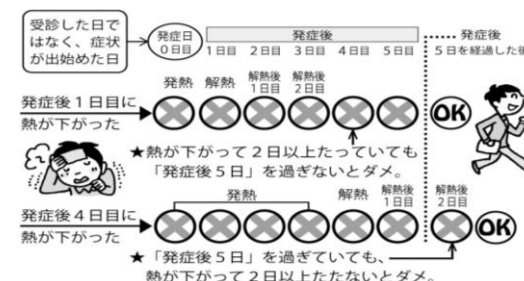 受診した日で
はなく、症状
が出始めた日
発症日
0日目
発症後
1日目 2日目 3日目 4日目 5日目
発症後
5日を経過した後
発熱 解熱 解熱後 1日目 解熱後 2日目
発症後1日目に
熱が下がった
OK
★熱が下がって2日以上たっていても
「発症後5日」を過ぎないとダメ。
発熱 解熱 解熱後 1日目 解熱後 2日目
発症後4日目に
熱が下がった
OK
★「発症後5日」を過ぎていても、
熱が下がって2日以上たたないとダメ。